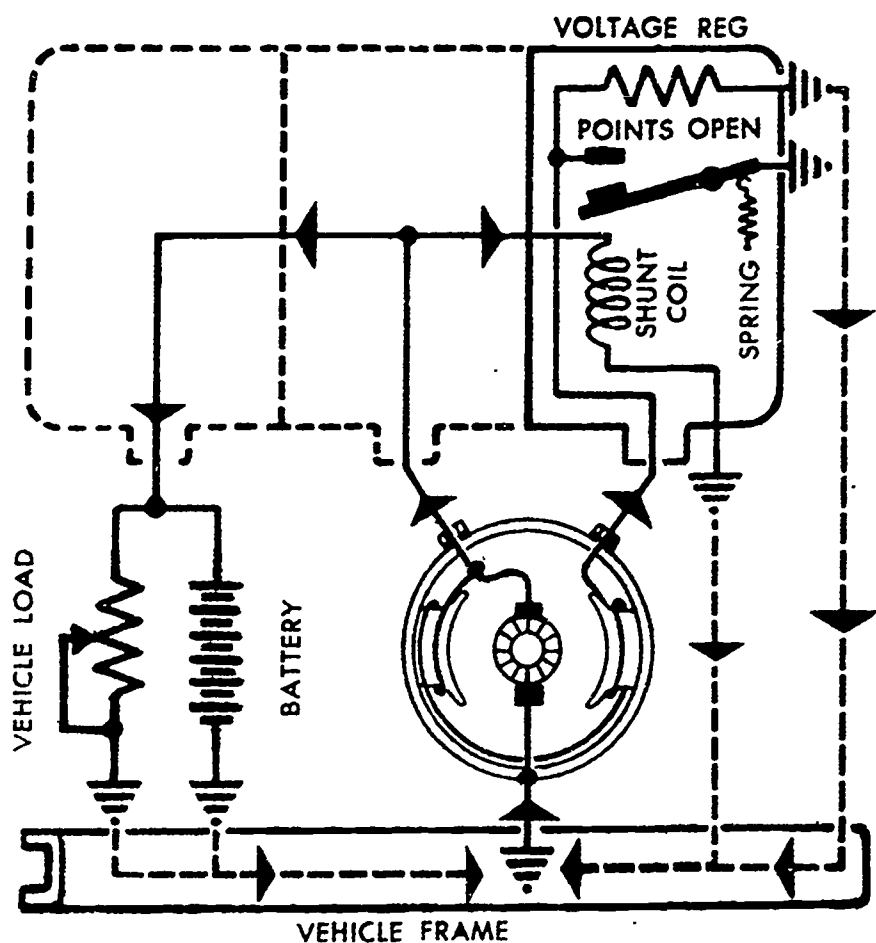 VOLTAGE REG
POINTS OPEN
SHUNT
COIL
SPRING
VEHICLE LOAD
BATTERY
VEHICLE FRAME